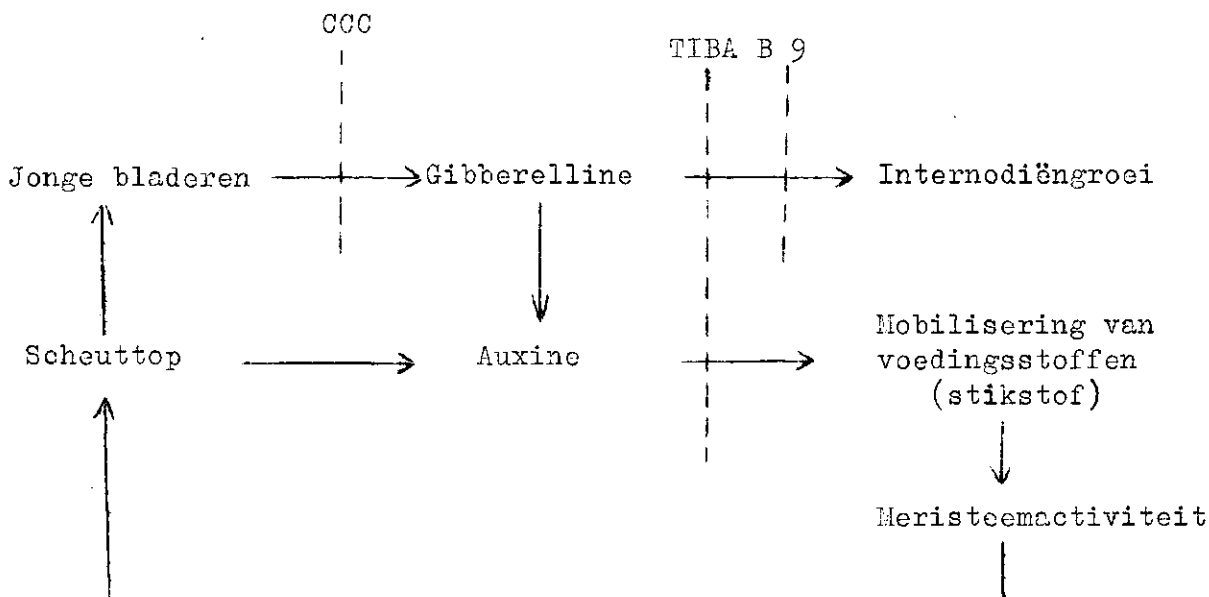 CCC
TIBA B 9
Jonge bladeren
Gibberelline
Internodiëngroei
Scheuttop
Auxine
Mobilisering van
voedingsstoffen
(stikstof)
Meristeemactiviteit